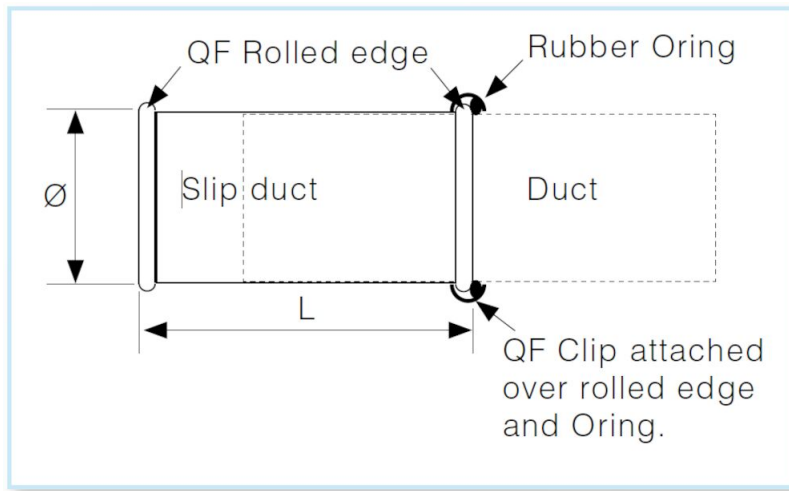 QF Rolled edge
Rubber Oring
Ø
Slip duct
Duct
L
QF Clip attached
over rolled edge
and Oring.